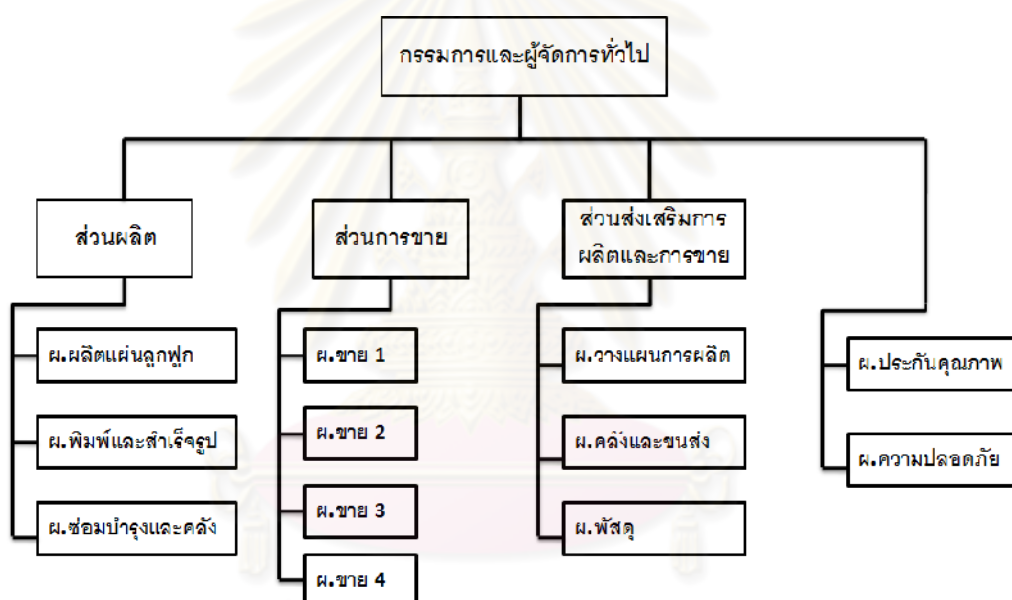 กรรมการและผู้จัดการทั่วไป
ส่วนผลิต
ส่วนการขาย
ส่วนส่งเสริมการ
ผลิตและการขาย
ผ.ผลิตแผ่นลูกฟูก
ผ.พิมพ์และสำเร็จรูป
ผ.ซ่อมบำรุงและคลัง
ผ.ขาย 1
ผ.ขาย 2
ผ.ขาย 3
ผ.ขาย 4
ผ.วางแผนการผลิต
ผ.คลังและขนส่ง
ผ.พัสดุ
ผ.ประกันคุณภาพ
ผ.ความปลอดภัย